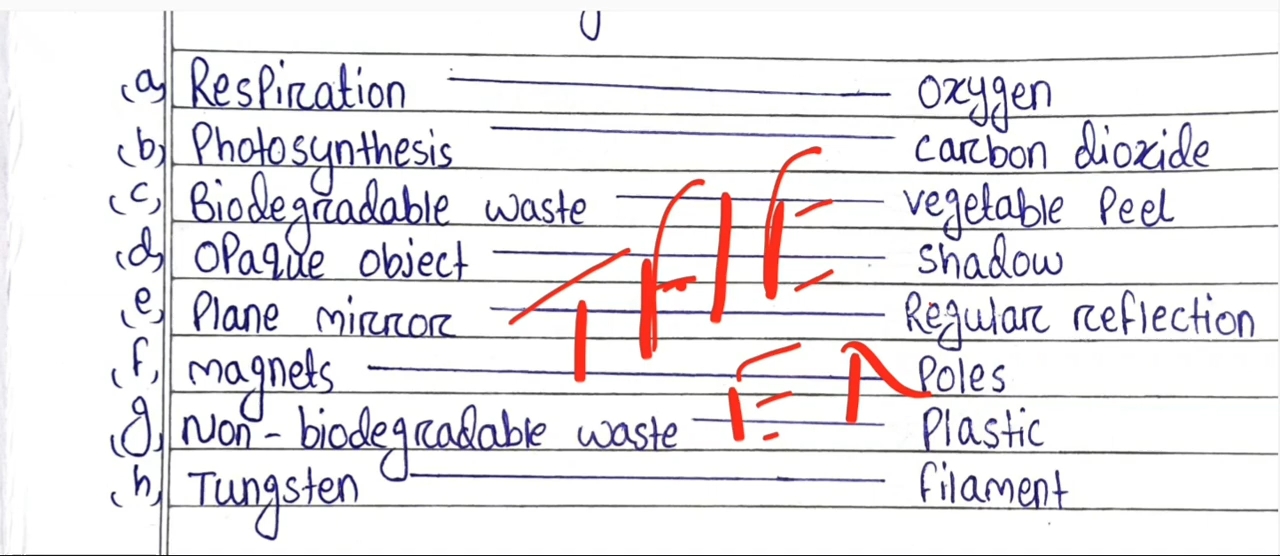 (a) Respiration — Oxygen
(b) Photosynthesis — carbon dioxide
(c) Biodegradable waste — vegetable Peel
(d) Opaque object — shadow
(e) Plane mirror — Regular reflection
(f) magnets — Poles
(g) Non-biodegradable waste — Plastic
(h) Tungsten — filament